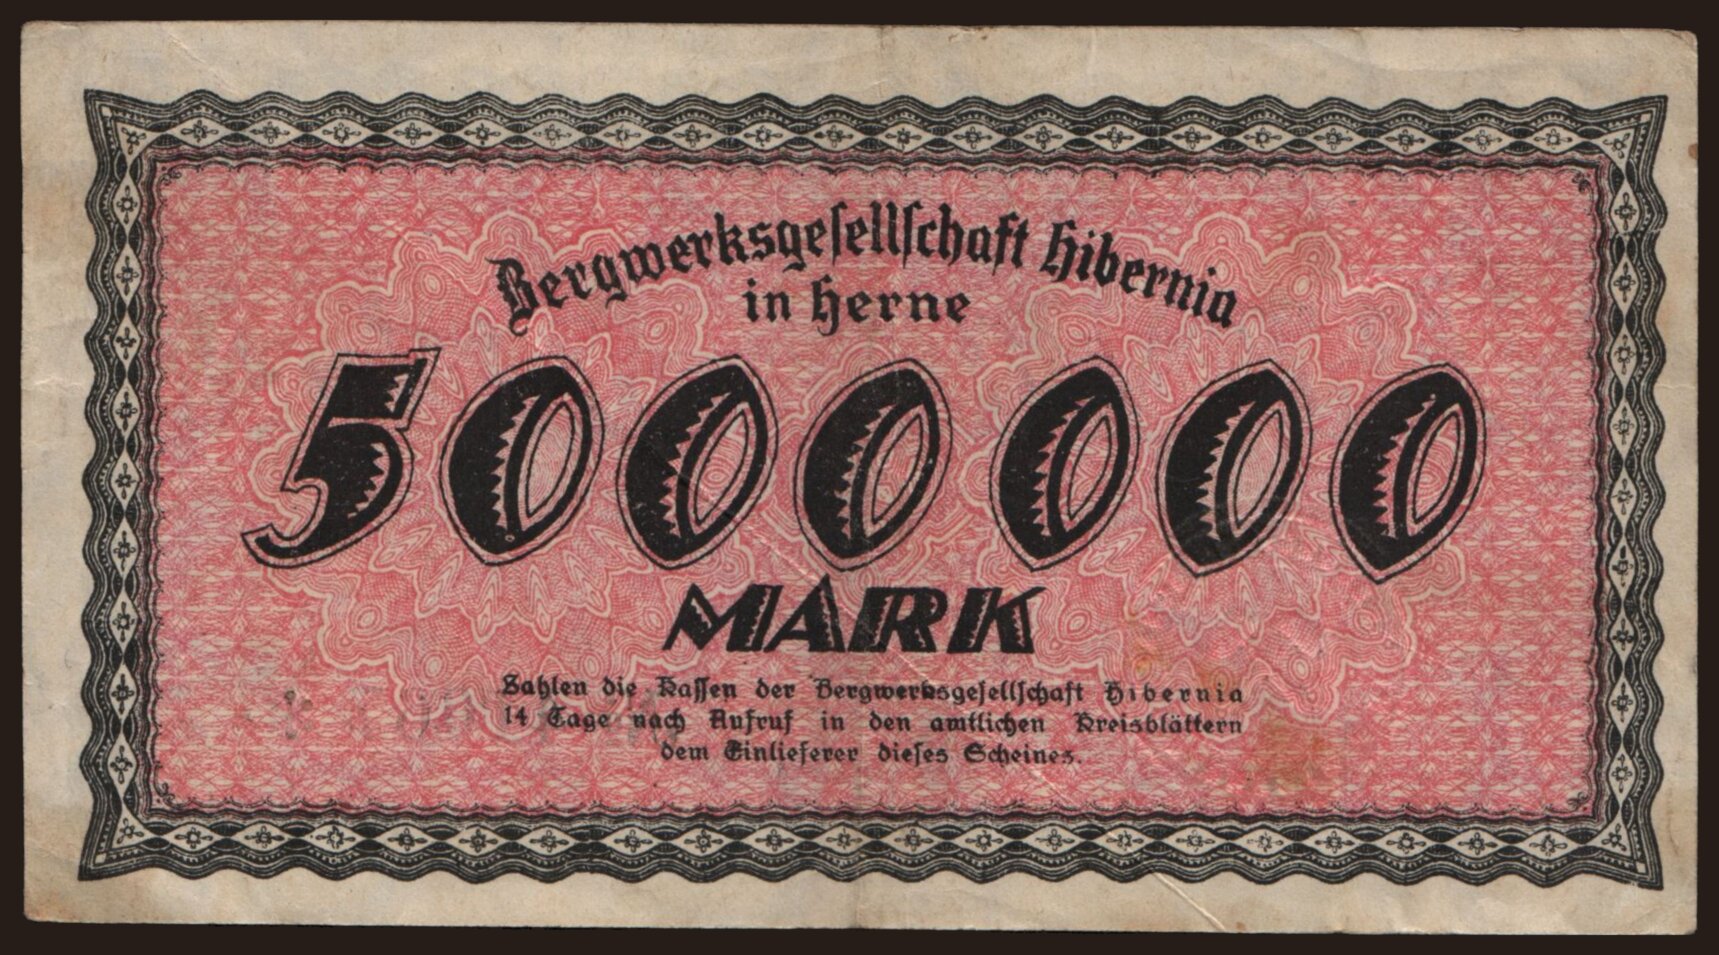 Bergwerksgesellschaft Hibernia
in Herne
5000000
MARK
Zahlen die Kassen der Bergwerksgesellschaft Hibernia
14 Tage nach Aufruf in den amtlichen Kreisblättern
dem Einlieferer dieses Scheines.